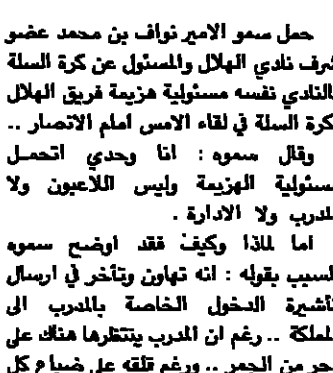 حمل سمو الامير نواف بن محمد عضو
شرف نادي الهلال والمسئول عن كرة السلة
بالنادي نفسه مسئولية هزيمة فريق الهلال
لكرة السلة في لقاء الامس امام الانصار ..
وقال سموه : انا وحدي اتحمل
مسئولية الهزيمة وليس اللاعبون ولا
المدرب ولا الادارة .
اما لماذا وكيف فقد اوضح سموه
السبب بقوله : انه تهاون وتأخر في ارسال
تأشيرة الدخول الخاصة بالمدرب الى
المملكة .. رغم ان المدرب ينتظرها هناك على
احر من الجمر .. ورغم قلقه على ضياع كل